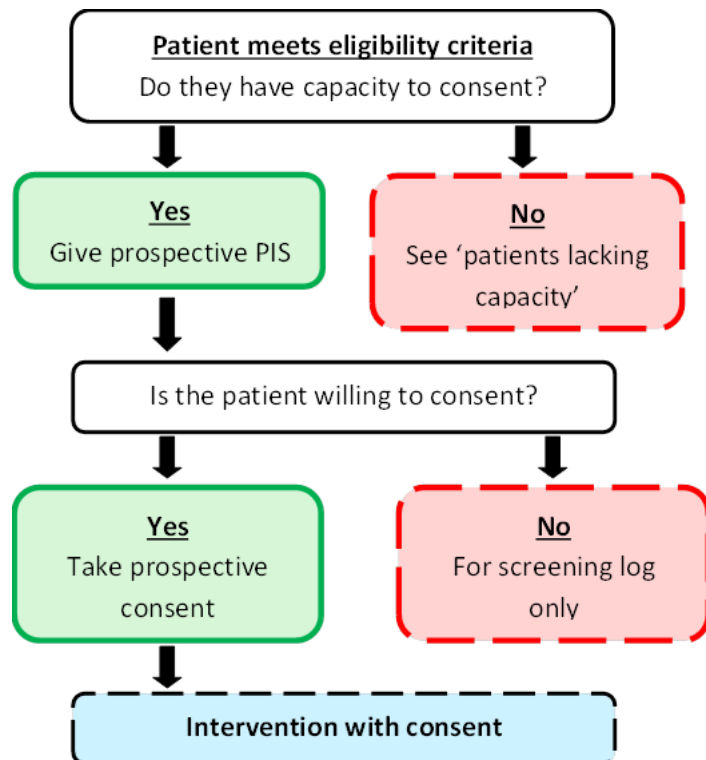 Patient meets eligibility criteria
Do they have capacity to consent?
Yes
Give prospective PIS
No
See ‘patients lacking
capacity’
Is the patient willing to consent?
Yes
Take prospective
consent
No
For screening log
only
Intervention with consent